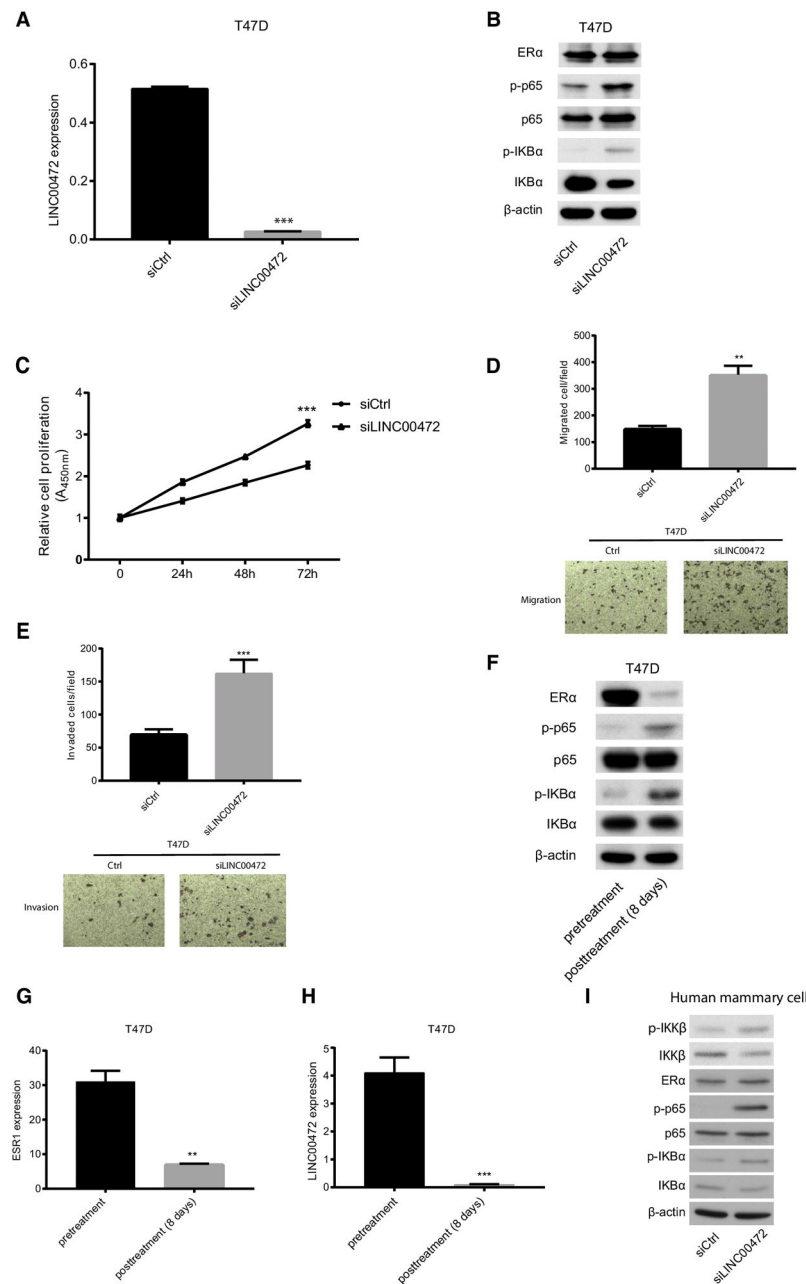 A
T47D
LINC00472 expression
0.6
0.4
0.2
0.0
***
siCtrl
siLINC00472
B
T47D
ERα
p-p65
p65
p-IKBα
IKBα
β-actin
siCtrl
siLINC00472
C
Relative cell proliferation
(A450nm)
4
3
2
1
0
***
siCtrl
siLINC00472
0 24h 48h 72h
D
Migrated cell/field
500
400
300
200
100
0
**
siCtrl
siLINC00472
T47D
Ctrl siLINC00472
Migration
E
Invaded cells/field
200
150
100
50
0
***
siCtrl
siLINC00472
T47D
Ctrl siLINC00472
Invasion
F
T47D
ERα
p-p65
p65
p-IKBα
IKBα
β-actin
pretreatment
posttreatment (8 days)
G
T47D
ESR1 expression
40
30
20
10
0
**
pretreatment
posttreatment (8 days)
H
T47D
LINC00472 expression
5
4
3
2
1
0
***
pretreatment
posttreatment (8 days)
I
Human mammary cell
p-IKKβ
IKKβ
ERα
p-p65
p65
p-IKBα
IKBα
β-actin
siCtrl
siLINC00472